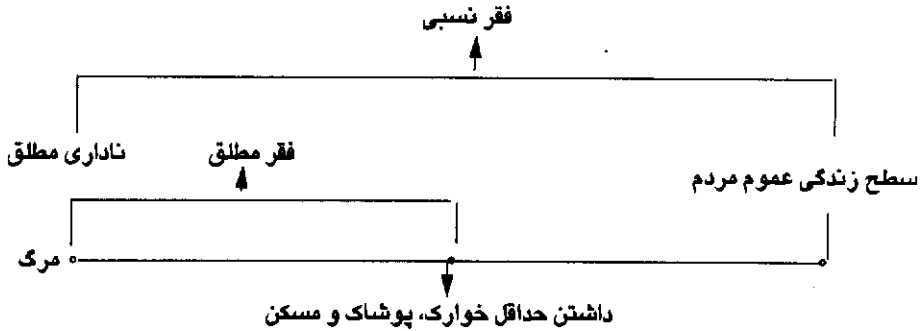 فقر نسبی
ناداری مطلق
فقر مطلق
سطح زندگی عموم مردم
مرگ
داشتن حداقل خوارک، پوشاک و مسکن